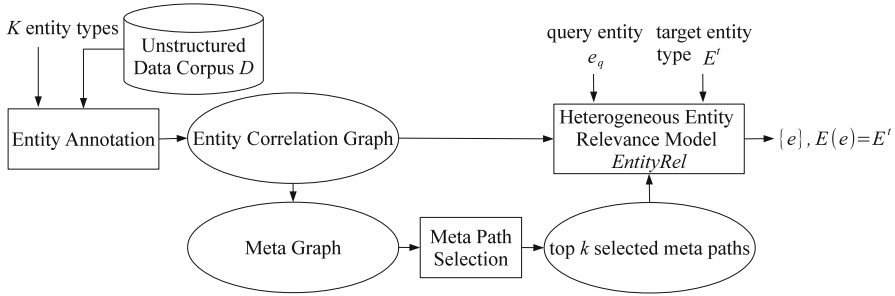 K entity types
Unstructured
Data Corpus D
query entity
e_q
target entity
type E^t
Entity Annotation
Entity Correlation Graph
Heterogeneous Entity
Relevance Model
EntityRel
{e}, E(e)=E^t
Meta Graph
Meta Path
Selection
top k selected meta paths